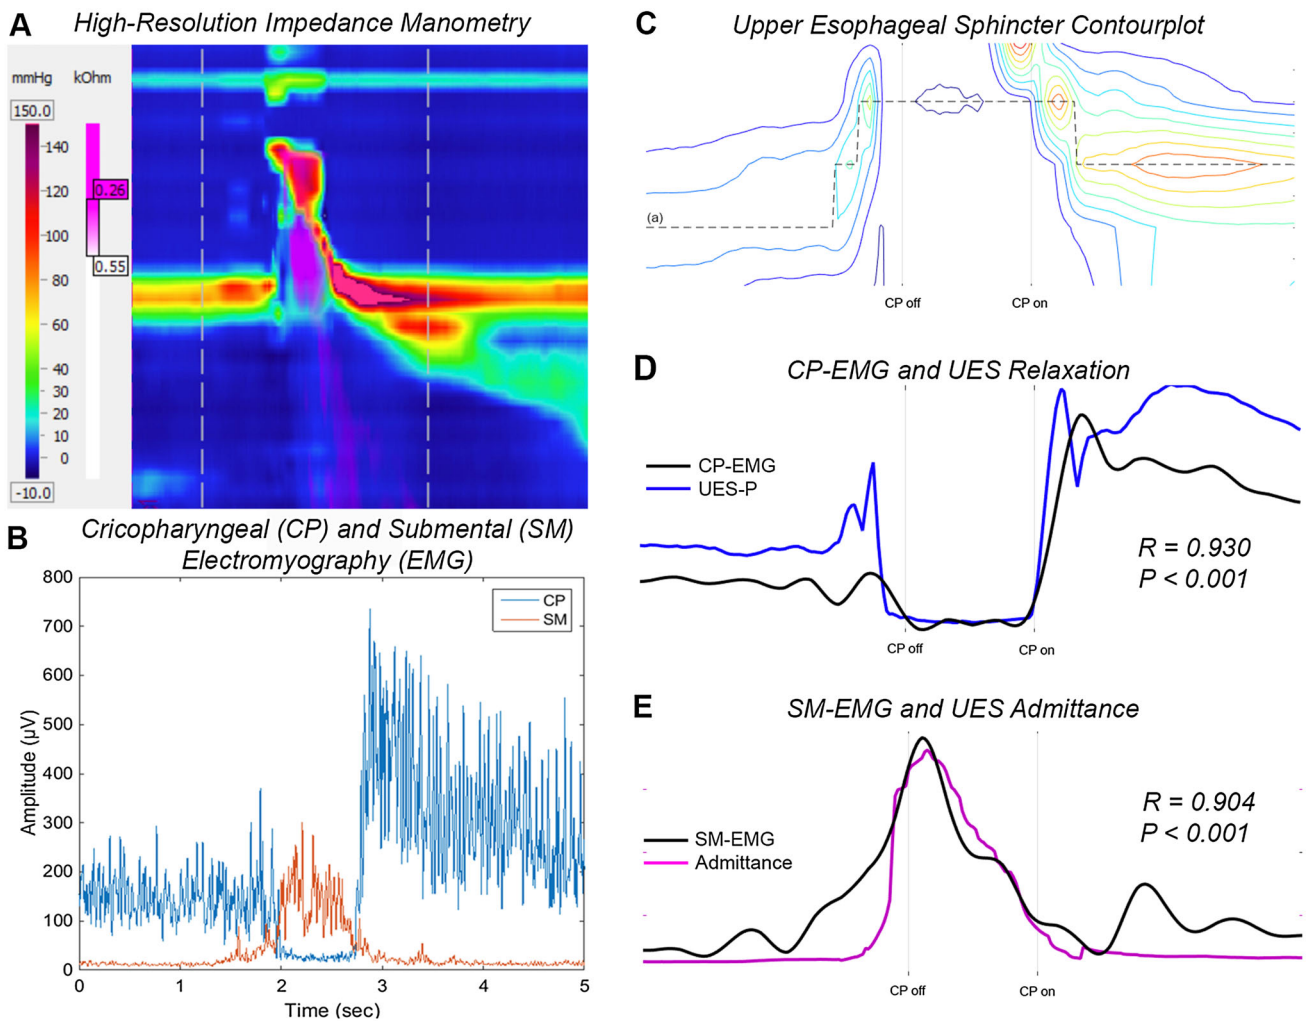 A High-Resolution Impedance Manometry
mmHg kOhm
150.0
140
120
100
80
60
40
30
20
10
0
-10.0
0.26
0.55
B Cricopharyngeal (CP) and Submental (SM)
Electromyography (EMG)
800
700
600
500
400
300
200
100
0
Amplitude (µV)
CP
SM
0 1 2 3 4 5
Time (sec)
C Upper Esophageal Sphincter Contourplot
(a)
CP off CP on
D CP-EMG and UES Relaxation
CP-EMG
UES-P
R = 0.930
P < 0.001
CP off CP on
E SM-EMG and UES Admittance
SM-EMG
Admittance
R = 0.904
P < 0.001
CP off CP on